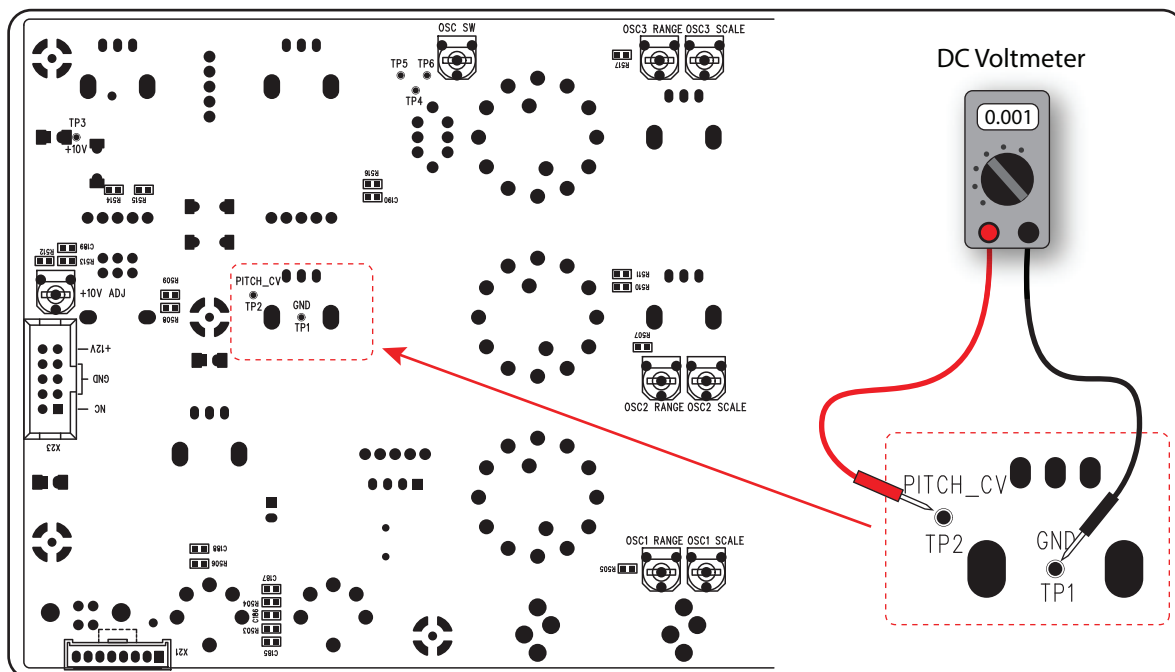 OSC SW
OSC3 RANGE OSC3 SCALE
R517
TP5 TP6
TP4
TP3
+10V
R514 R515
R516
C190
C189
R512
R513
+10V ADJ
R509
R508
PITCH_CV
TP2
GND
TP1
R511
R510
R507
OSC2 RANGE OSC2 SCALE
+12V
GND
NC
X23
C188
R506
C187
R504
C186
R503
C185
X21
OSC1 RANGE OSC1 SCALE
R505
DC Voltmeter
0.001
PITCH_CV
TP2
GND
TP1